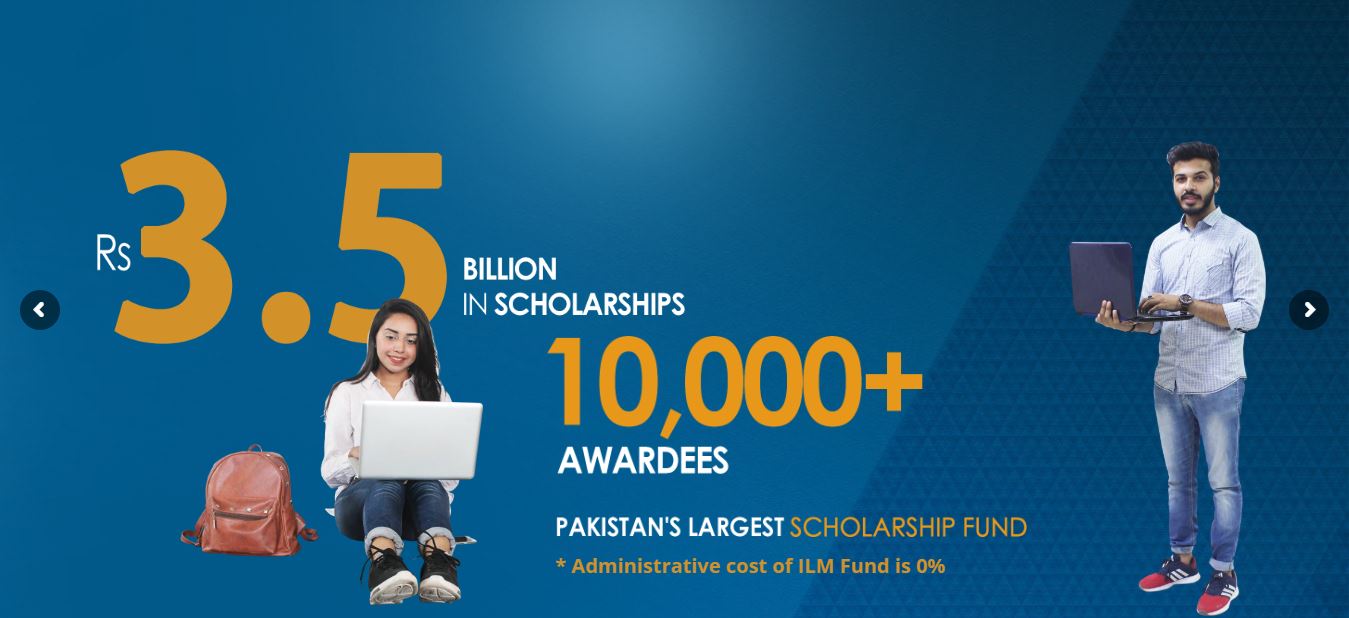 Rs 3.5
BILLION
IN SCHOLARSHIPS
10,000+
AWARDEES
PAKISTAN'S LARGEST SCHOLARSHIP FUND
* Administrative cost of ILM Fund is 0%